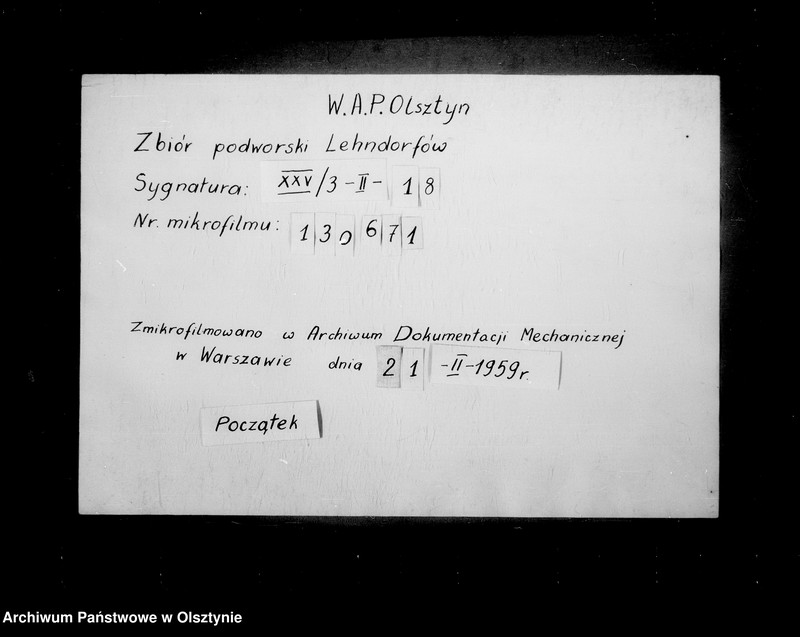 W.A.P. Olsztyn
Zbiór podworski Lehndorfów
Sygnatura: XXV/3-II-18
Nr. mikrofilmu: 130671
Zmikrofilmowano w Archiwum Dokumentacji Mechanicznej
w Warszawie dnia 21-II-1959r.
Początek
Archiwum Państwowe w Olsztynie